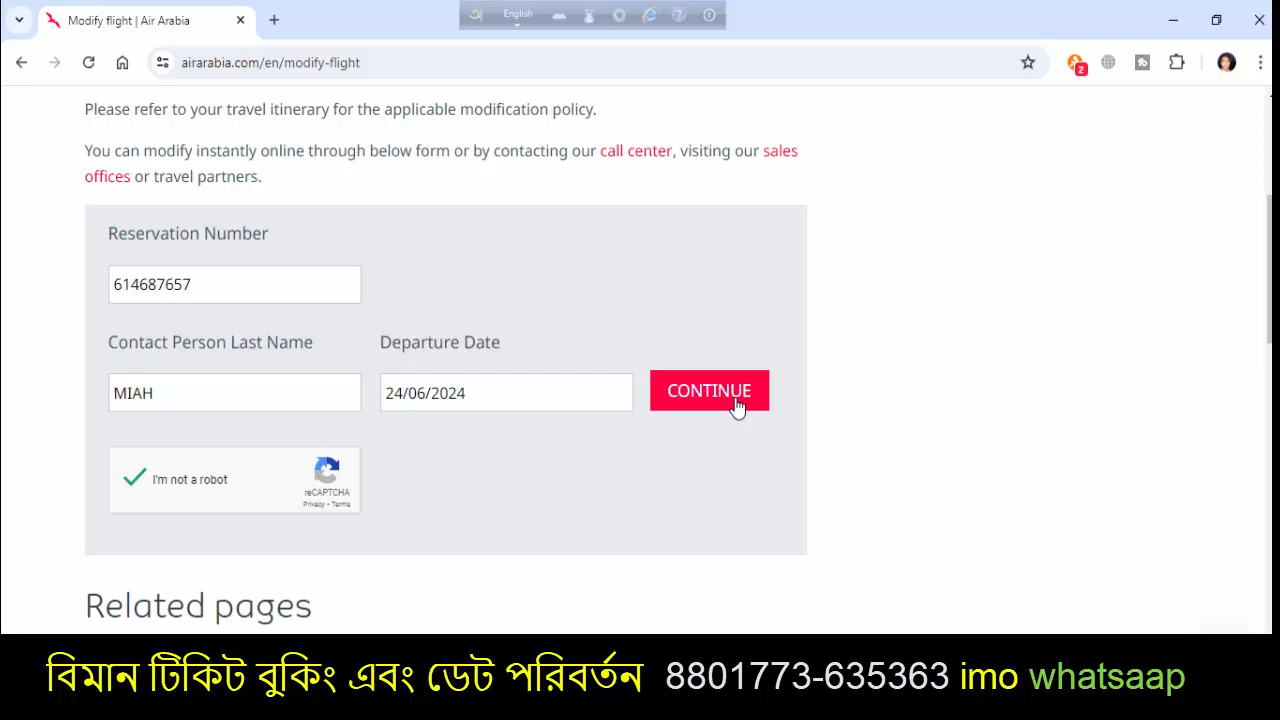 Modify flight | Air Arabia
English
airarabia.com/en/modify-flight
2
Please refer to your travel itinerary for the applicable modification policy.
You can modify instantly online through below form or by contacting our call center, visiting our sales
offices or travel partners.
Reservation Number
614687657
Contact Person Last Name Departure Date
MIAH 24/06/2024 CONTINUE
I'm not a robot
reCAPTCHA
Privacy - Terms
Related pages
বিমান টিকিট বুকিং এবং ডেট পরিবর্তন 8801773-635363 imo whatsaap